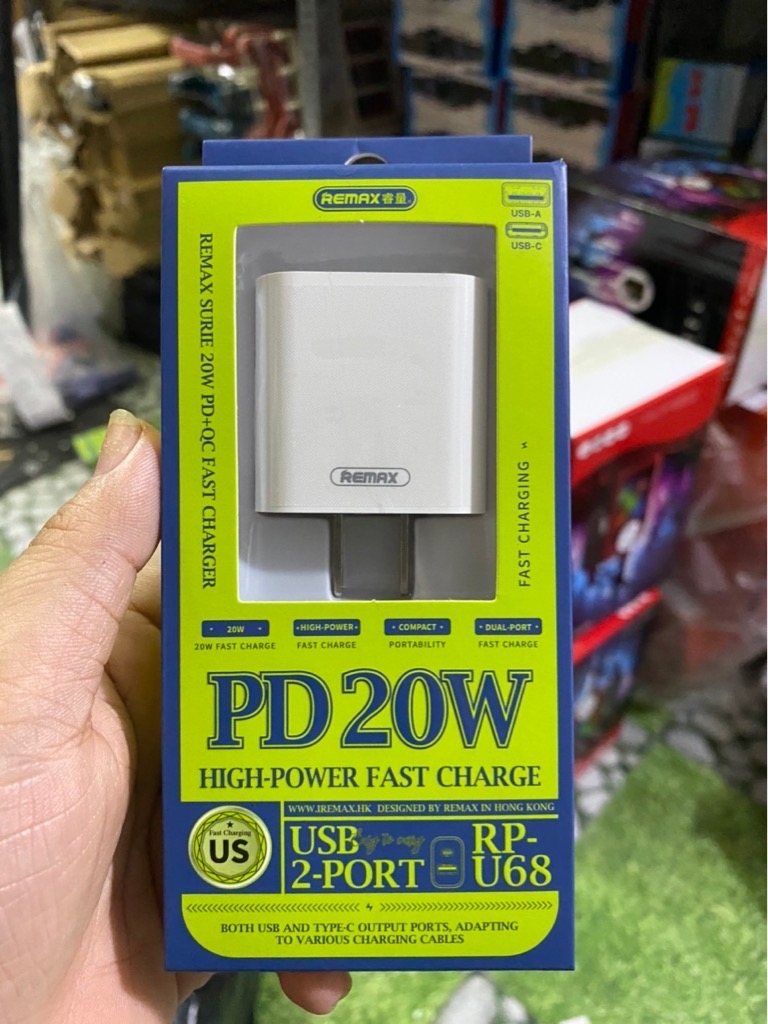 REMAX睿量
USB-A
USB-C
REMAX SURIE 20W PD+QC FAST CHARGER
REMAX
FAST CHARGING
20W
20W FAST CHARGE
HIGH-POWER
FAST CHARGE
COMPACT
PORTABILITY
DUAL-PORT
FAST CHARGE
PD 20W
HIGH-POWER FAST CHARGE
Fast Charging
US
WWW.IREMAX.HK DESIGNED BY REMAX IN HONG KONG
USB
2-PORT
RP-
U68
BOTH USB AND TYPE-C OUTPUT PORTS, ADAPTING
TO VARIOUS CHARGING CABLES